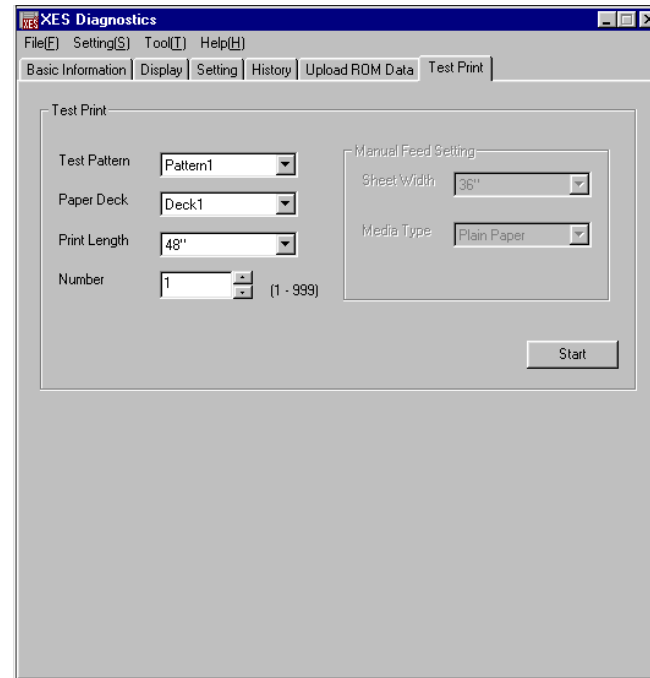 XES XES Diagnostics
File(F) Setting(S) Tool(T) Help(H)
Basic Information Display Setting History Upload ROM Data Test Print
Test Print
Test Pattern Pattern1
Paper Deck Deck1
Print Length 48"
Number 1 (1 - 999)
Manual Feed Setting
Sheet Width 36"
Media Type Plain Paper
Start